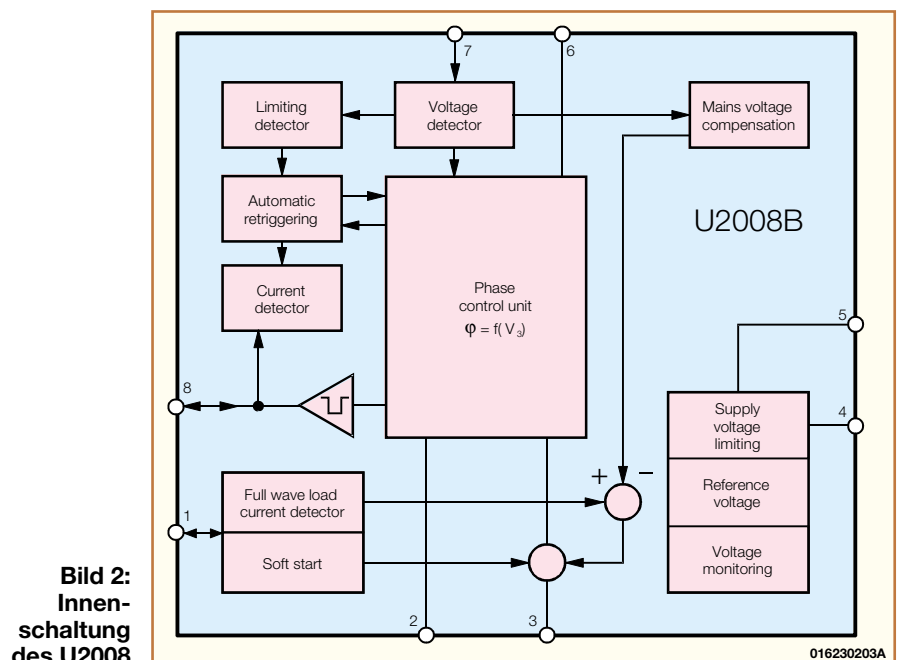 7
6
Limiting
detector
Voltage
detector
Mains voltage
compensation
Automatic
retriggering
U2008B
Current
detector
Phase
control unit
φ = f( V₃)
5
8
4
Supply
voltage
limiting
+
−
Full wave load
current detector
Reference
voltage
1
Soft start
Voltage
monitoring
2
3
Bild 2:
Innen-
schaltung
des U2008
016230203A